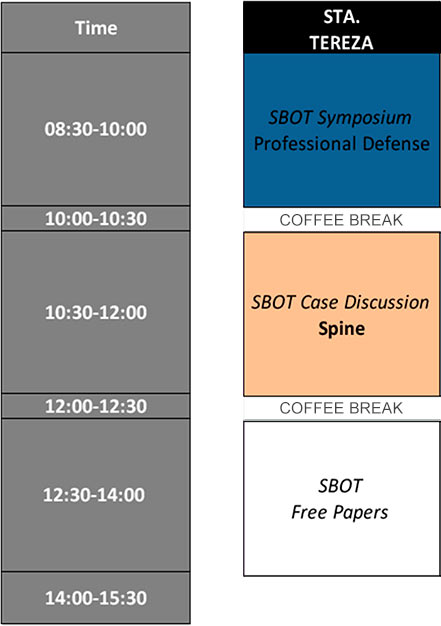 Time
STA.
TEREZA
08:30-10:00
SBOT Symposium
Professional Defense
10:00-10:30
COFFEE BREAK
10:30-12:00
SBOT Case Discussion
Spine
12:00-12:30
COFFEE BREAK
12:30-14:00
SBOT
Free Papers
14:00-15:30